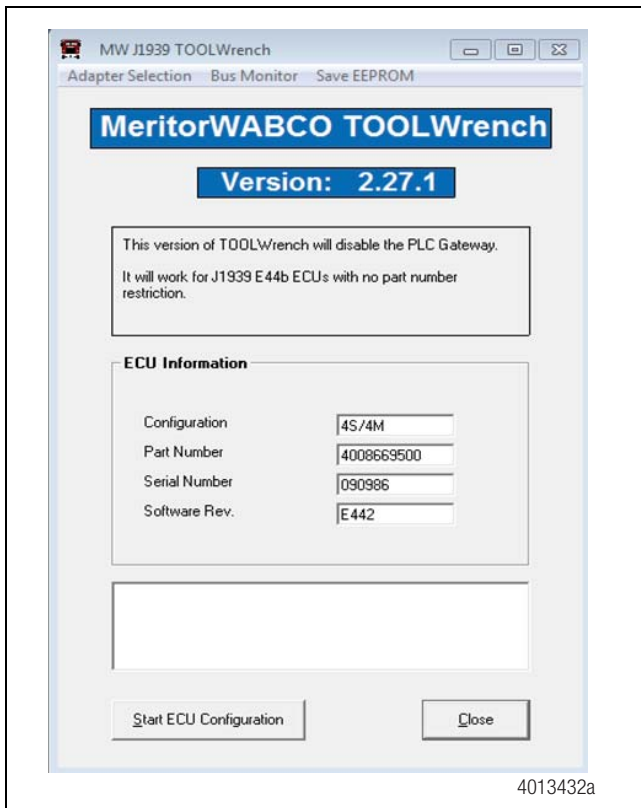 MW J1939 TOOLWrench
Adapter Selection Bus Monitor Save EEPROM
MeritorWABCO TOOLWrench
Version: 2.27.1
This version of TOOLWrench will disable the PLC Gateway.
It will work for J1939 E44b ECUs with no part number
restriction.
ECU Information
Configuration 4S/4M
Part Number 4008669500
Serial Number 090986
Software Rev. E442
Start ECU Configuration Close
4013432a